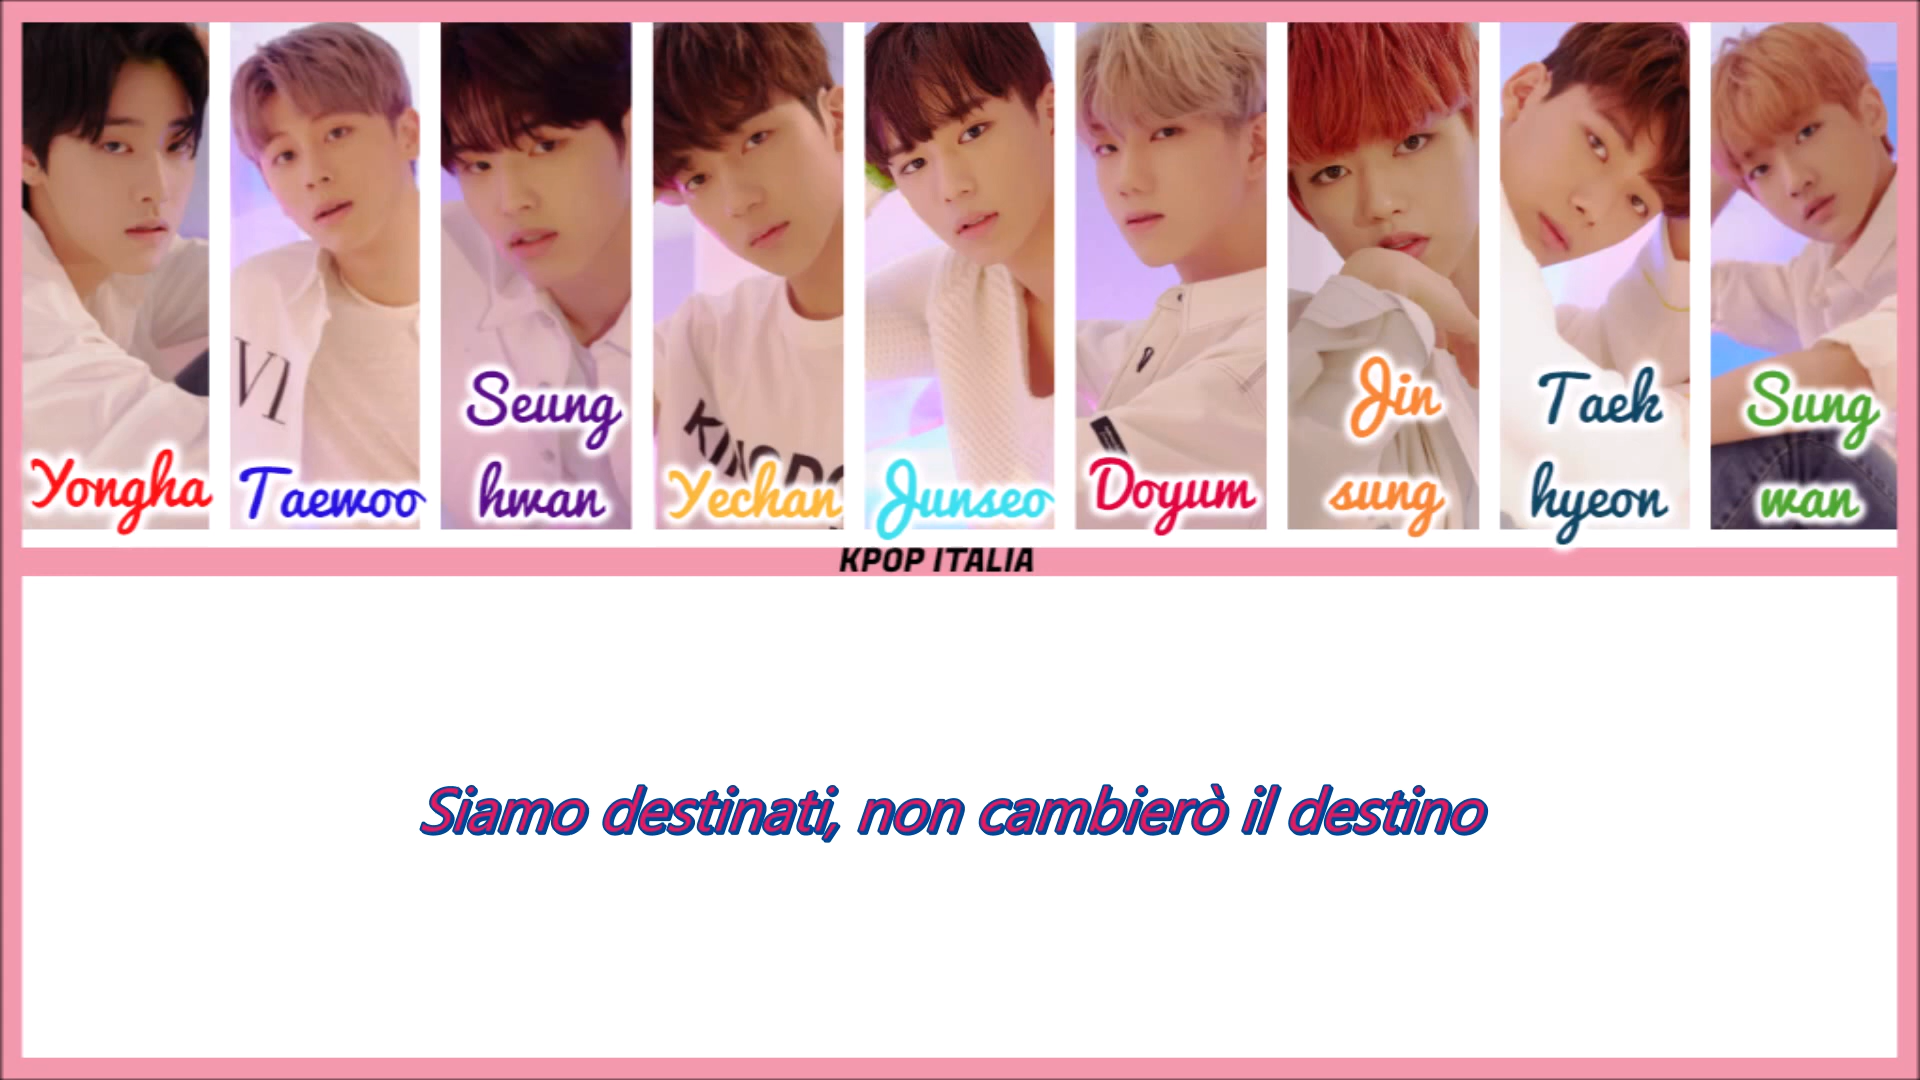 Yongha
Taewoo
Seung
hwan
Yechan
Junseo
Doyum
Jin
sung
Taek
hyeon
Sung
wan
VI
KPOP ITALIA
Siamo destinati, non cambierò il destino